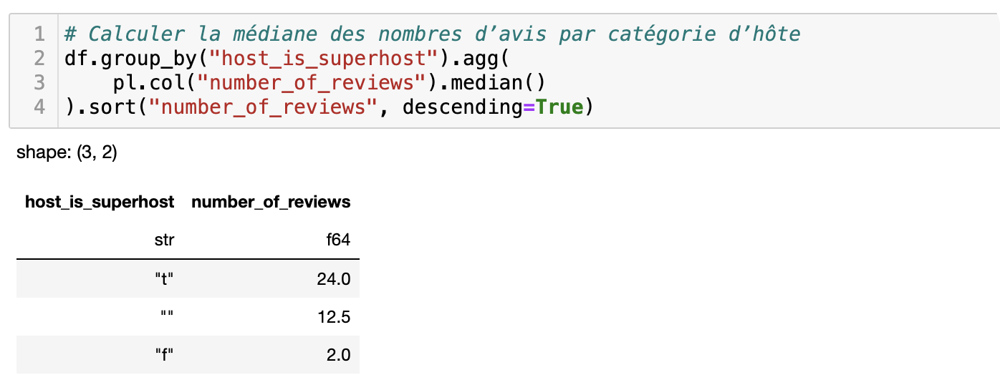 1 # Calculer la médiane des nombres d’avis par catégorie d’hôte
2 df.group_by("host_is_superhost").agg(
3     pl.col("number_of_reviews").median()
4 ).sort("number_of_reviews", descending=True)
shape: (3, 2)
host_is_superhost number_of_reviews
str f64
"t" 24.0
"" 12.5
"f" 2.0